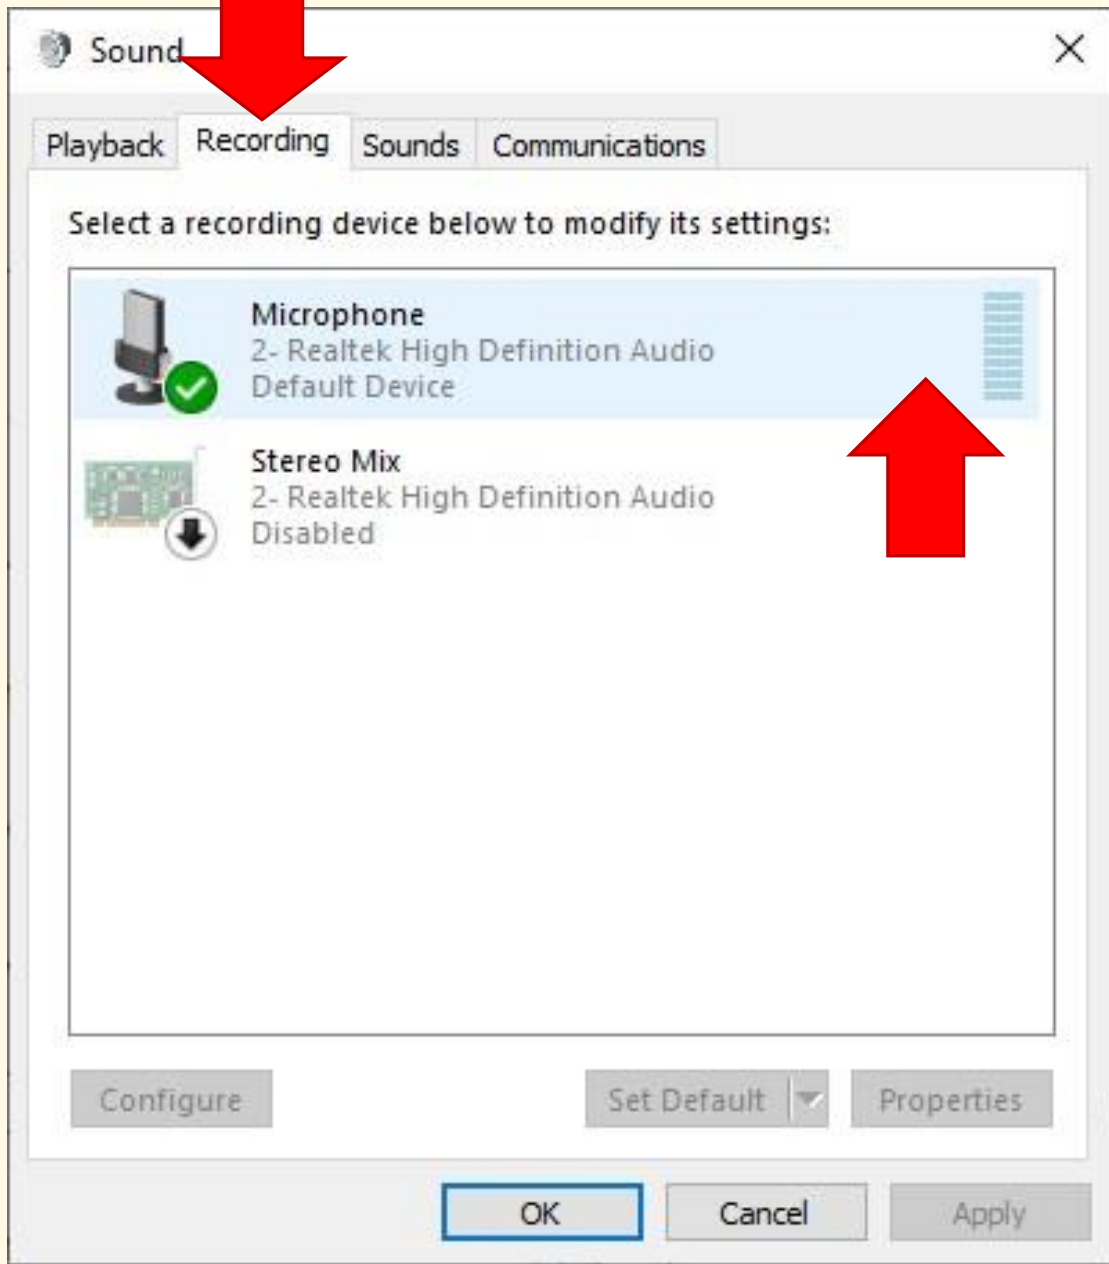 Sound
Playback Recording Sounds Communications
Select a recording device below to modify its settings:
Microphone
2- Realtek High Definition Audio
Default Device
Stereo Mix
2- Realtek High Definition Audio
Disabled
Configure Set Default Properties
OK Cancel Apply